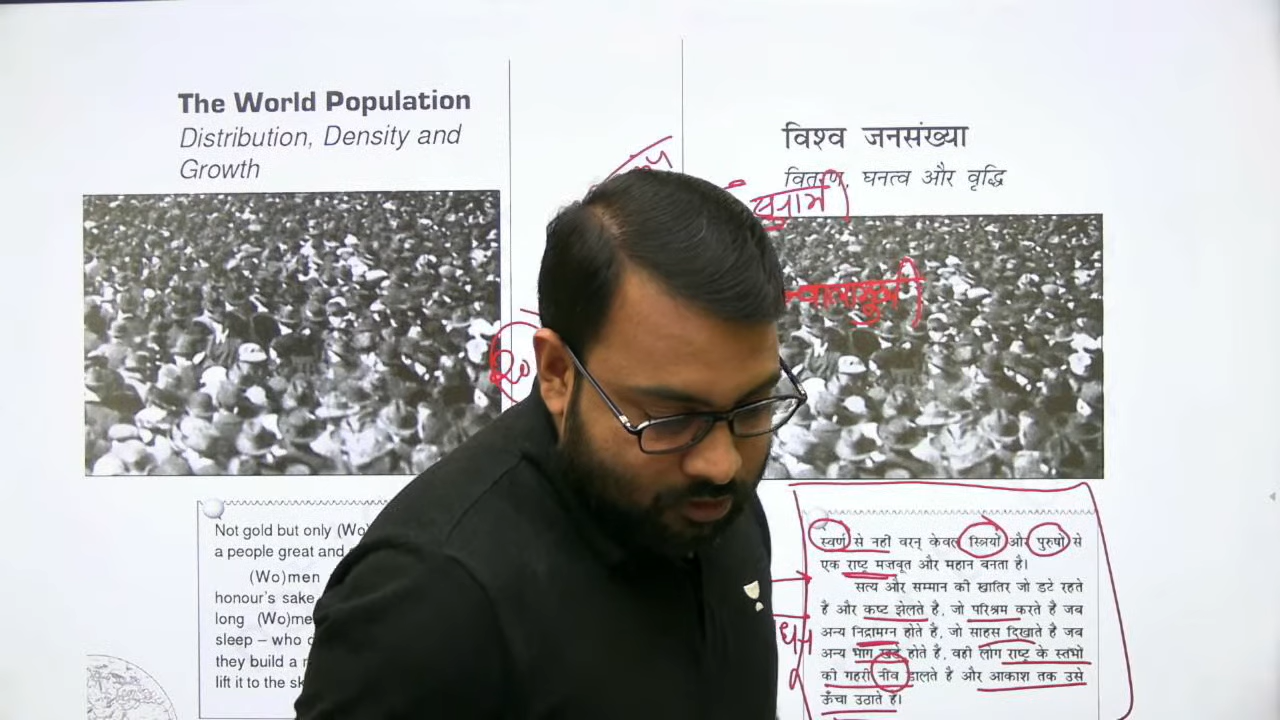 The World Population
Distribution, Density and
Growth
Not gold but only (Wo)
a people great and
(Wo)men
honour's sake
long (Wo)me
sleep – who
they build a
lift it to the sk
विश्व जनसंख्या
वितरण, घनत्व और वृद्धि
स्वर्ण से नहीं वरन् केवल स्त्रियों और पुरुषों से
एक राष्ट्र मजबूत और महान बनता है।
सत्य और सम्मान की खातिर जो डटे रहते
है और कष्ट झेलते है, जो परिश्रम करते है जब
अन्य निद्रामग्न होते है, जो साहस दिखाते है जब
अन्य भाग खड़े होते है, वही लोग राष्ट्र के स्तंभों
की गहरी नींव डालते है और आकाश तक उसे
ऊँचा उठाते है।